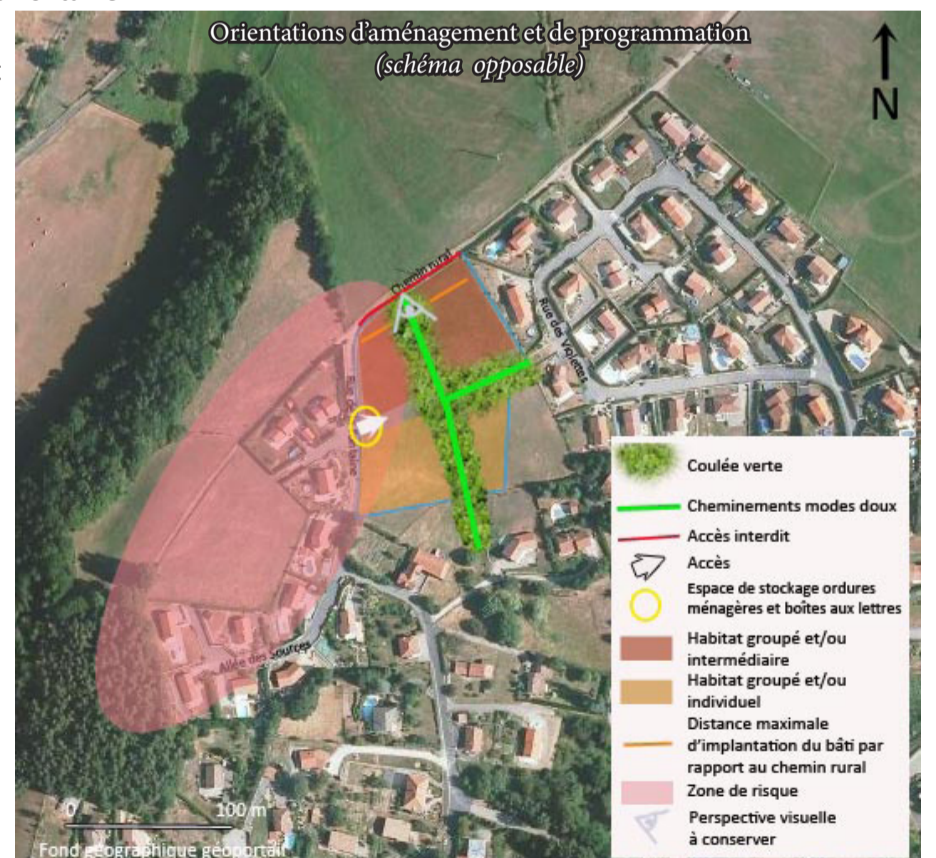 Orientations d’aménagement et de programmation
(schéma opposable)
N
Chemin rural
Rue des Violettes
Allée des Sources
Coulée verte
Cheminements modes doux
Accès interdit
Accès
Espace de stockage ordures
ménagères et boîtes aux lettres
Habitat groupé et/ou
intermédiaire
Habitat groupé et/ou
individuel
Distance maximale
d’implantation du bâti par
rapport au chemin rural
Zone de risque
Perspective visuelle
à conserver
0 100 m
Fond géographique géoportail